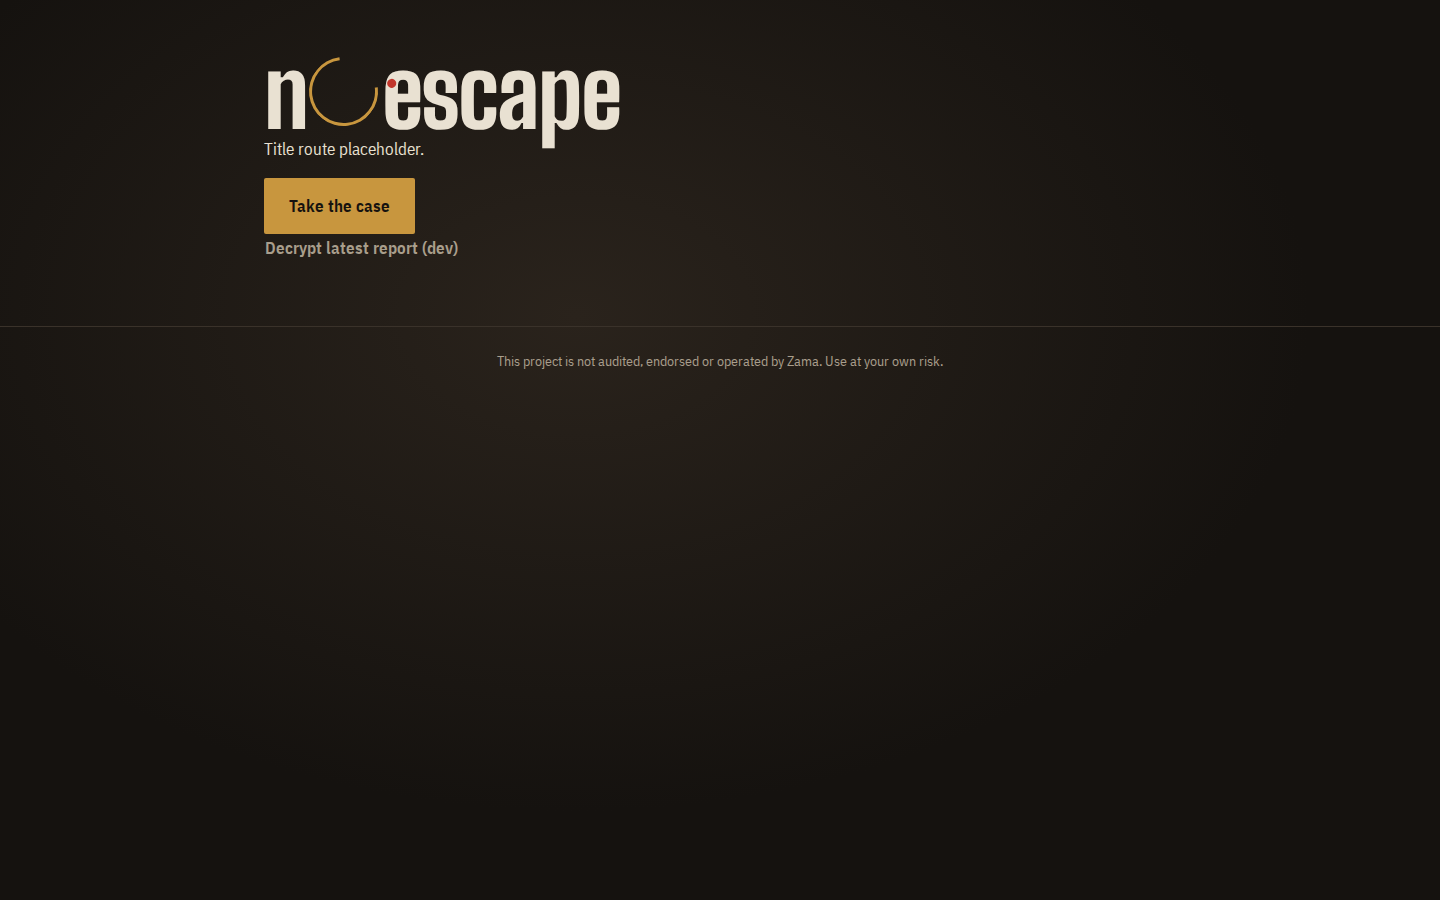 noescape
Title route placeholder.
Take the case
Decrypt latest report (dev)
This project is not audited, endorsed or operated by Zama. Use at your own risk.